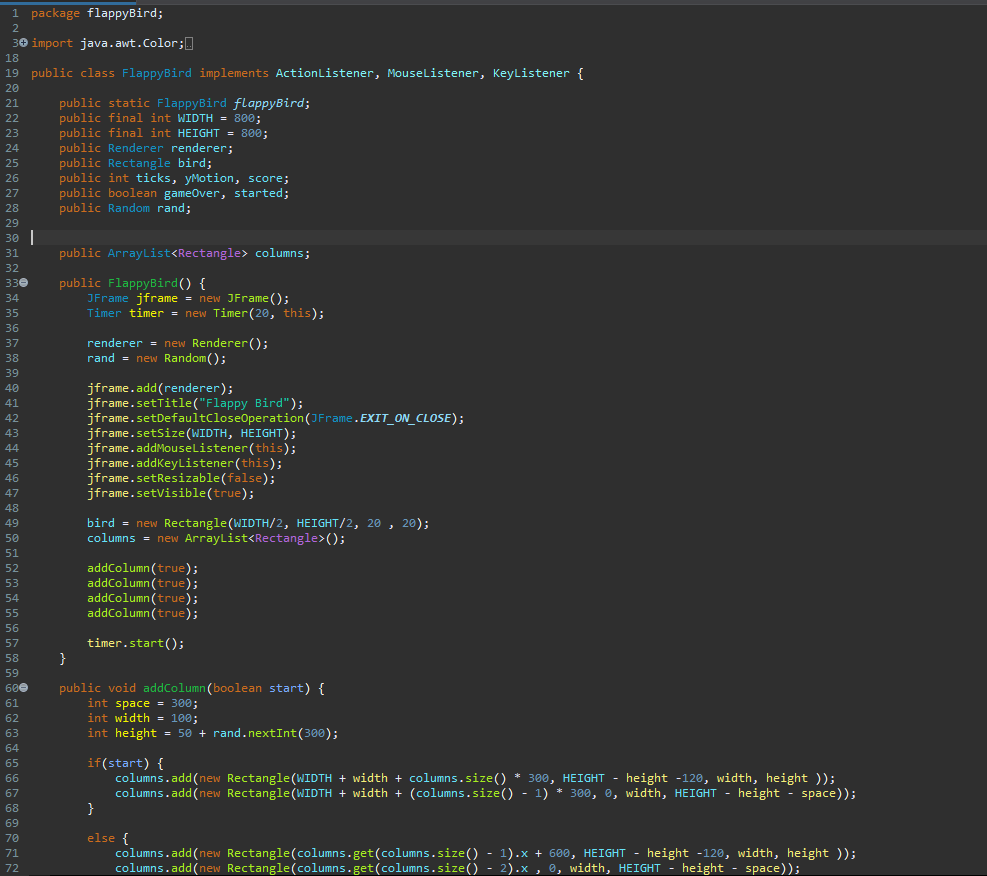 1 package flappyBird;
2
3 import java.awt.Color;
18
19 public class FlappyBird implements ActionListener, MouseListener, KeyListener {
20
21 public static FlappyBird flappyBird;
22 public final int WIDTH = 800;
23 public final int HEIGHT = 800;
24 public Renderer renderer;
25 public Rectangle bird;
26 public int ticks, yMotion, score;
27 public boolean gameOver, started;
28 public Random rand;
29
30
31 public ArrayList<Rectangle> columns;
32
33 public FlappyBird() {
34 JFrame jframe = new JFrame();
35 Timer timer = new Timer(20, this);
36
37 renderer = new Renderer();
38 rand = new Random();
39
40 jframe.add(renderer);
41 jframe.setTitle("Flappy Bird");
42 jframe.setDefaultCloseOperation(JFrame.EXIT_ON_CLOSE);
43 jframe.setSize(WIDTH, HEIGHT);
44 jframe.addMouseListener(this);
45 jframe.addKeyListener(this);
46 jframe.setResizable(false);
47 jframe.setVisible(true);
48
49 bird = new Rectangle(WIDTH/2, HEIGHT/2, 20 , 20);
50 columns = new ArrayList<Rectangle>();
51
52 addColumn(true);
53 addColumn(true);
54 addColumn(true);
55 addColumn(true);
56
57 timer.start();
58 }
59
60 public void addColumn(boolean start) {
61 int space = 300;
62 int width = 100;
63 int height = 50 + rand.nextInt(300);
64
65 if(start) {
66 columns.add(new Rectangle(WIDTH + width + columns.size() * 300, HEIGHT - height -120, width, height ));
67 columns.add(new Rectangle(WIDTH + width + (columns.size() - 1) * 300, 0, width, HEIGHT - height - space));
68 }
69
70 else {
71 columns.add(new Rectangle(columns.get(columns.size() - 1).x + 600, HEIGHT - height -120, width, height ));
72 columns.add(new Rectangle(columns.get(columns.size() - 2).x , 0, width, HEIGHT - height - space));